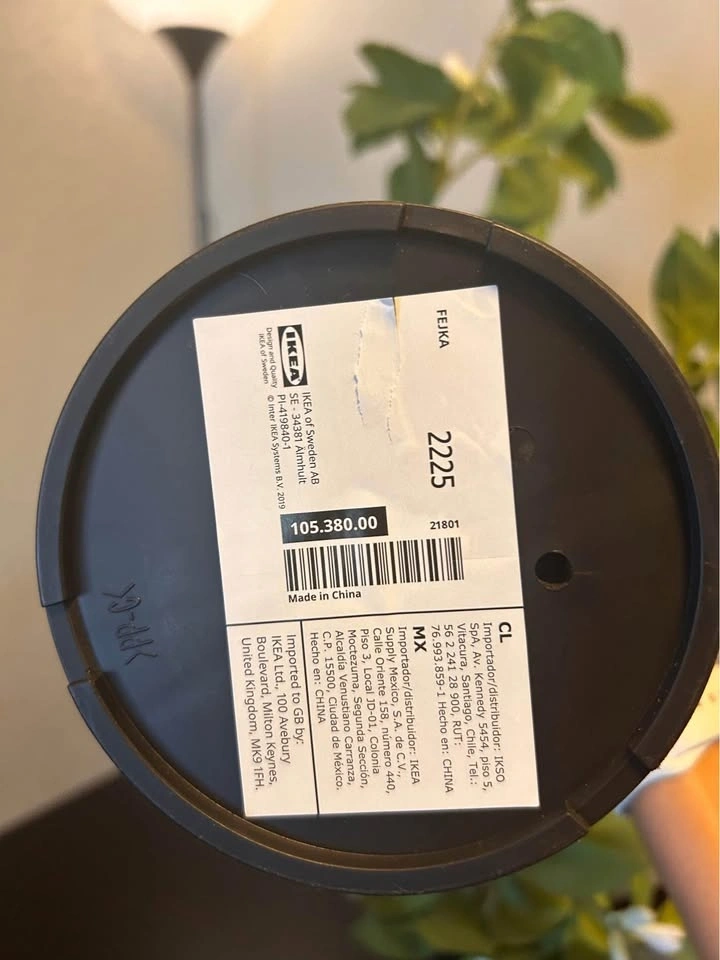 FEJKA
2225
21801
IKEA
Design and Quality
IKEA of Sweden
IKEA of Sweden AB
SE - 34381 Älmhult
PI-419840-1
© Inter IKEA Systems B.V. 2019
105.380.00
Made in China
CL
Importador/distribuidor: IKSO
SpA, Av. Kennedy 5454, piso 5,
Vitacura, Santiago, Chile, Tel.:
56 2 241 28 900, RUT:
76.993.859-1 Hecho en: CHINA
MX
Importador/distribuidor: IKEA
Supply Mexico, S.A. de C.V.,
Calle Oriente 158, número 440,
Piso 3, Local JD-01, Colonia
Moctezuma, Segunda Sección,
Alcaldía Venustiano Carranza,
C.P. 15500, Ciudad de México.
Hecho en: CHINA
Imported to GB by:
IKEA Ltd., 100 Avebury
Boulevard, Milton Keynes,
United Kingdom, MK9 1FH.